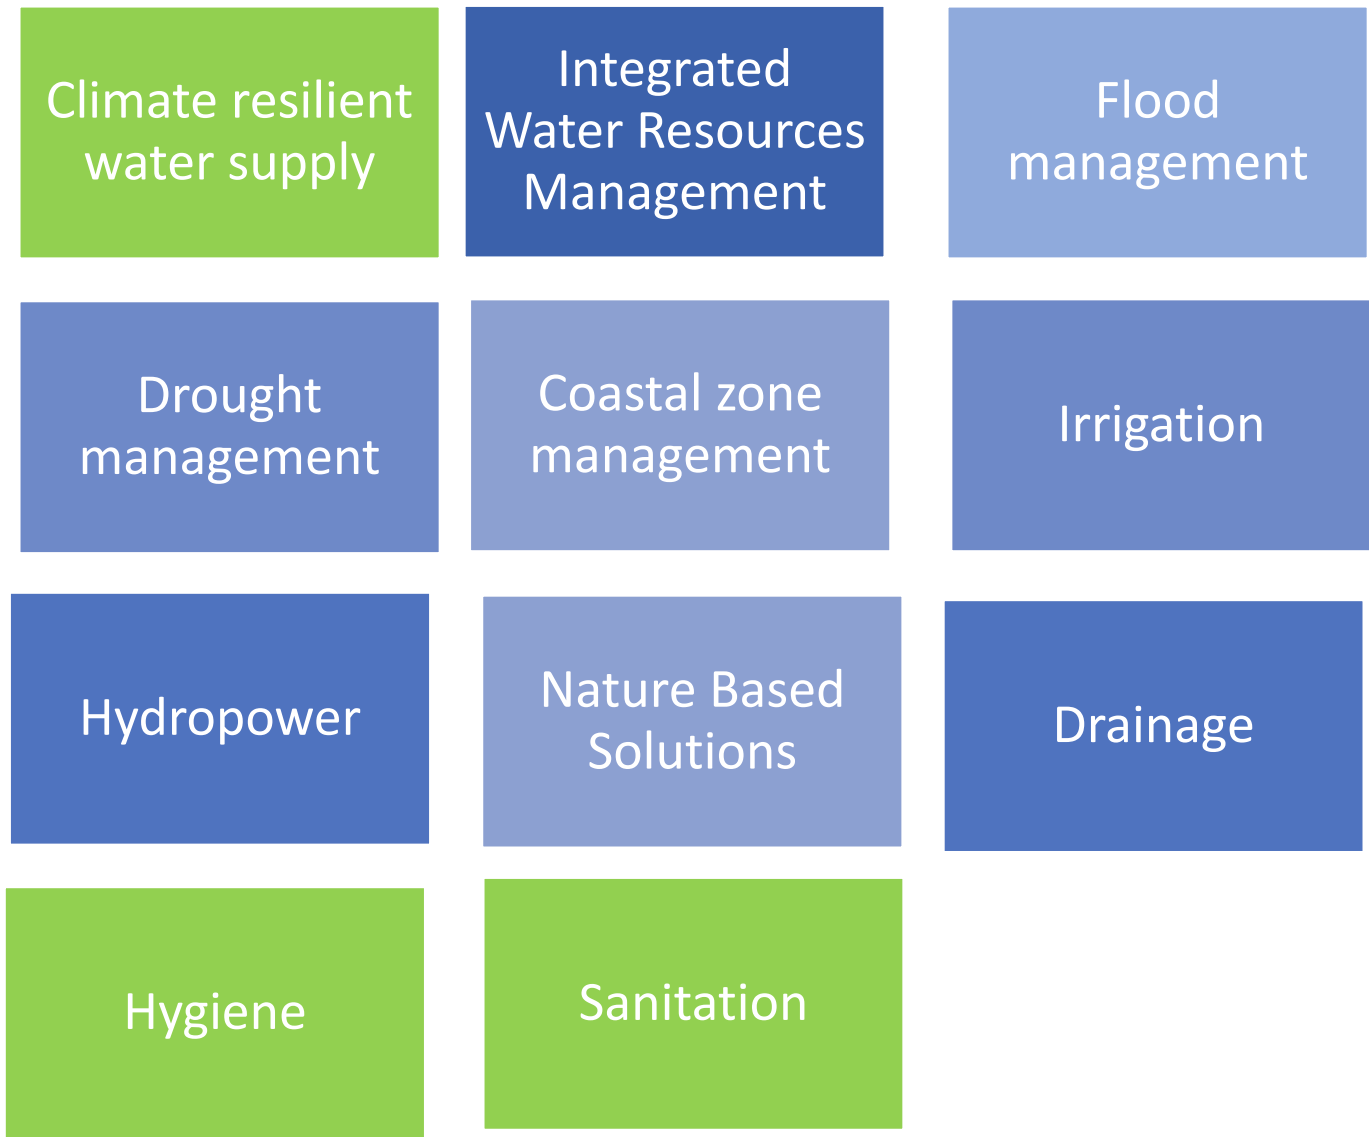 Climate resilient
water supply
Integrated
Water Resources
Management
Flood
management
Drought
management
Coastal zone
management
Irrigation
Hydropower
Nature Based
Solutions
Drainage
Hygiene
Sanitation